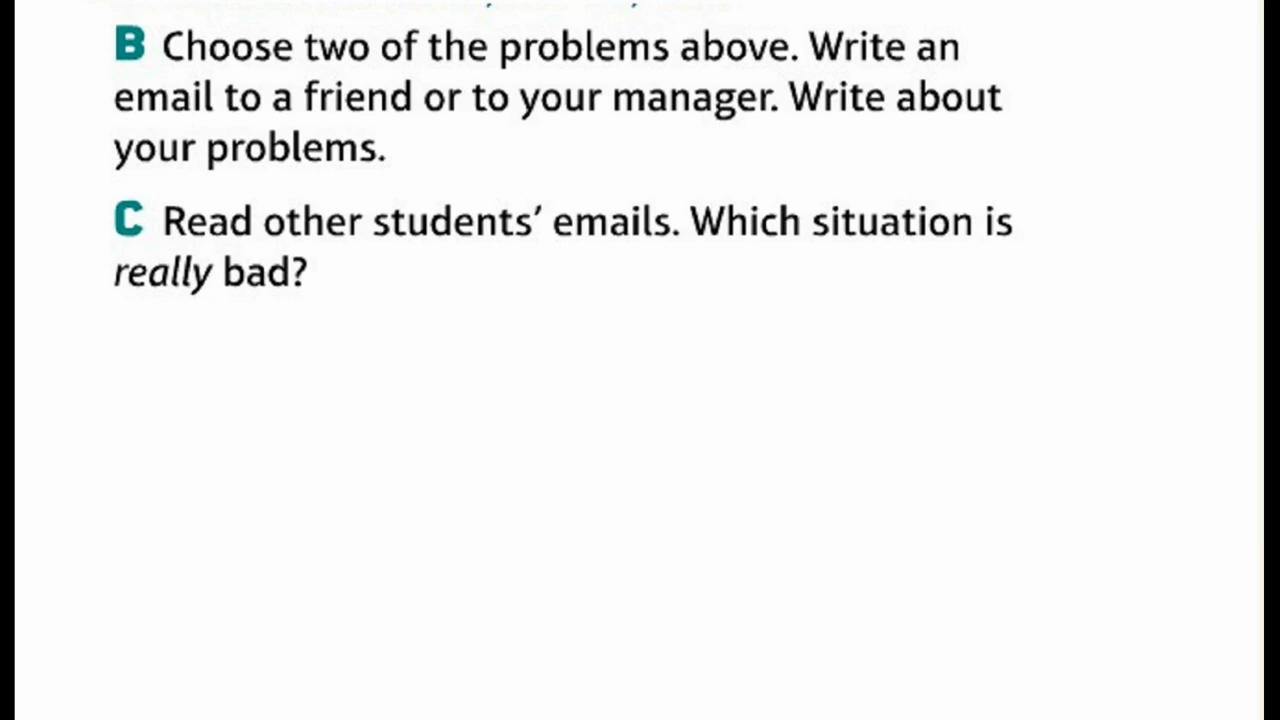 B Choose two of the problems above. Write an
email to a friend or to your manager. Write about
your problems.
C Read other students’ emails. Which situation is
really bad?